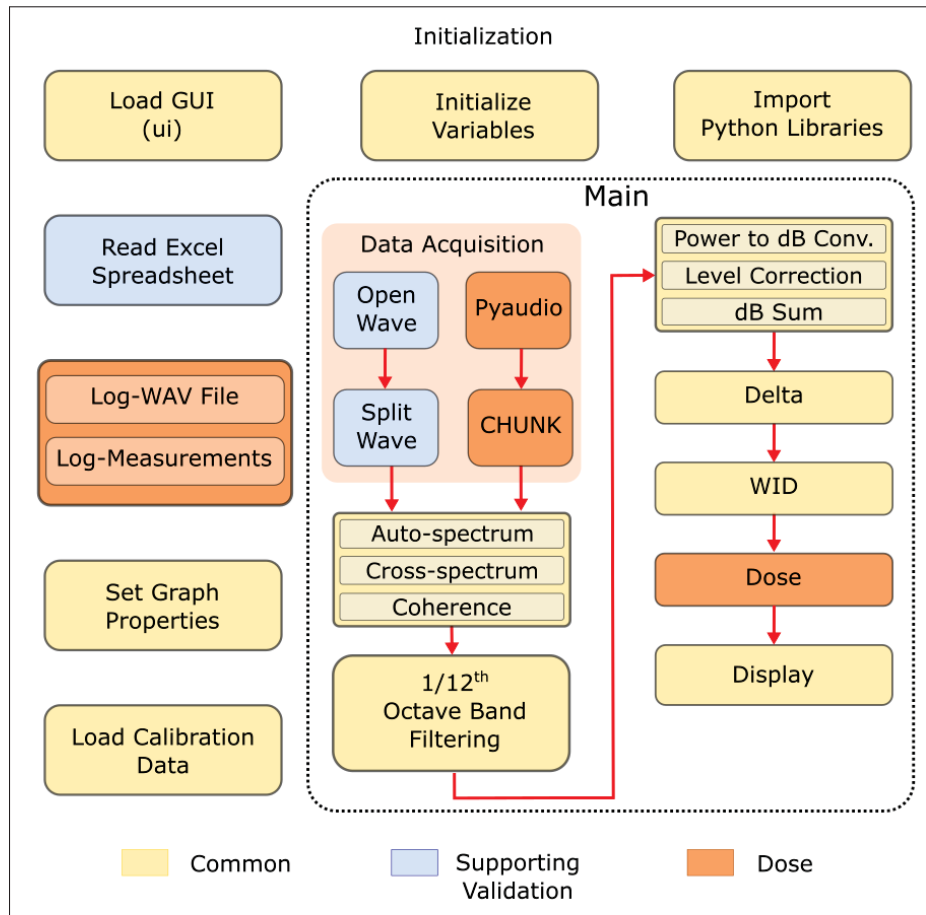 Initialization
Load GUI
(ui)
Initialize
Variables
Import
Python Libraries
Read Excel
Spreadsheet
Log-WAV File
Log-Measurements
Set Graph
Properties
Load Calibration
Data
Main
Data Acquisition
Open
Wave
Pyaudio
Split
Wave
CHUNK
Auto-spectrum
Cross-spectrum
Coherence
1/12th
Octave Band
Filtering
Power to dB Conv.
Level Correction
dB Sum
Delta
WID
Dose
Display
Common
Supporting
Validation
Dose